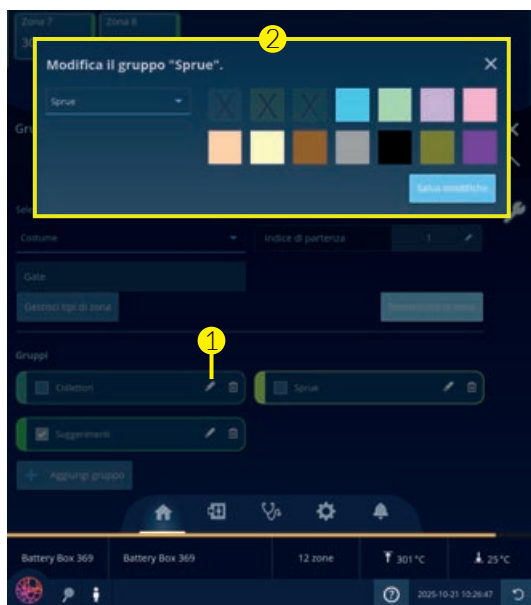 Zona 7 Zona 8
30
2
Modifica il gruppo "Sprue".
Sprue
X X X
Salva modifiche
Costume
Indice di partenza 1
Gate
Gestisci tipi di zone
Gruppi
1
Collettori
Sprue
Suggerimenti
+ Aggiungi gruppo
Battery Box 369 Battery Box 369 12 zone 301 °C 25 °C
2025-10-21 10:26:47